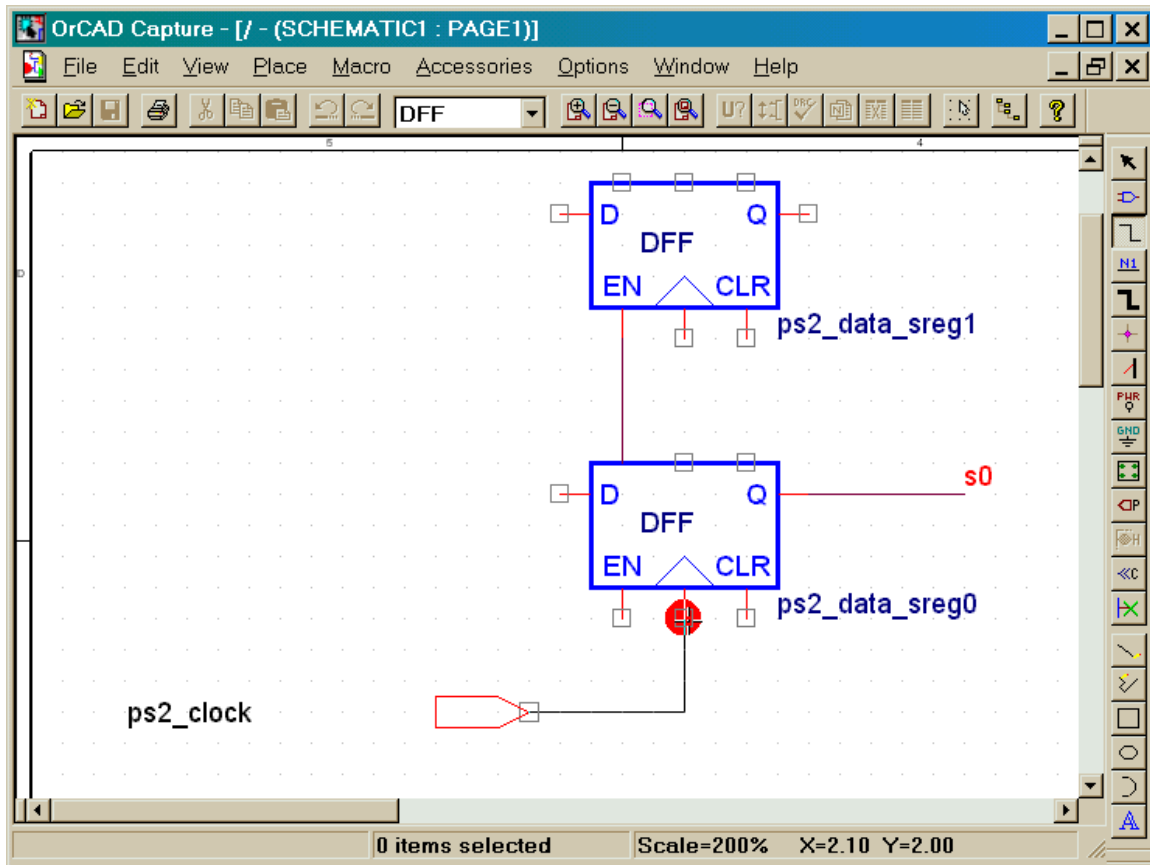 OrCAD Capture - [/ - (SCHEMATIC1 : PAGE1)]
File Edit View Place Macro Accessories Options Window Help
DFF U? DRC
5 4
N1
PWR
GND
P
H
C
A
D
D Q
DFF
EN CLR
ps2_data_sreg1
D Q s0
DFF
EN CLR
ps2_data_sreg0
ps2_clock
0 items selected Scale=200% X=2.10 Y=2.00